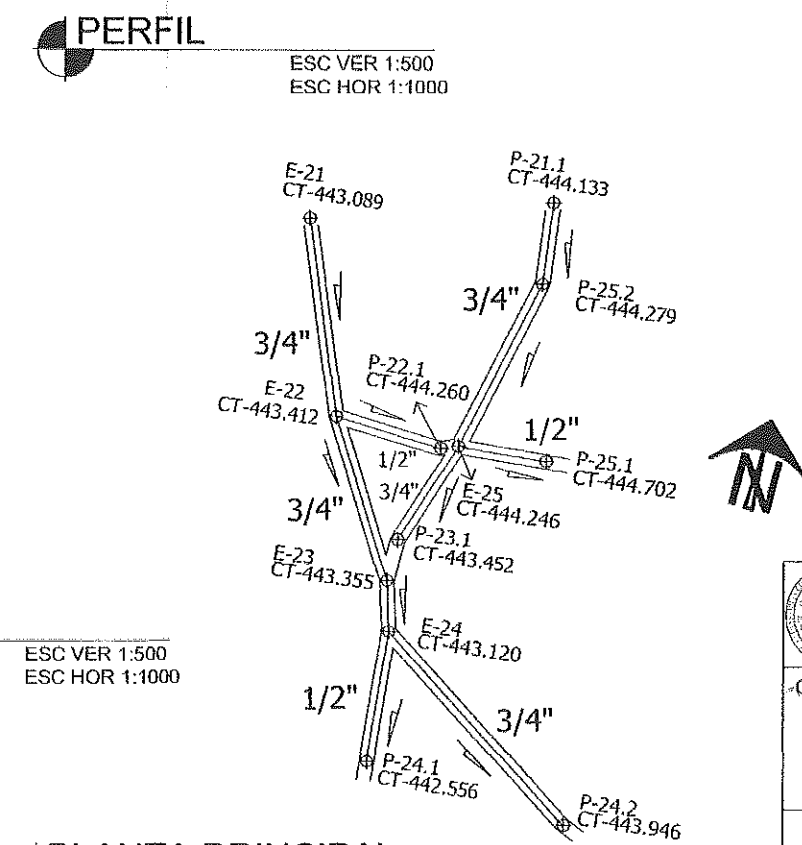 PERFIL
ESC VER 1:500
ESC HOR 1:1000
E-21
CT-443.089
P-21.1
CT-444.133
3/4"
P-25.2
CT-444.279
3/4"
P-22.1
CT-444.260
E-22
CT-443.412
1/2"
1/2"
P-25.1
CT-444.702
3/4"
E-25
CT-444.246
3/4"
P-23.1
CT-443.452
E-23
CT-443.355
E-24
CT-443.120
ESC VER 1:500
ESC HOR 1:1000
1/2"
3/4"
P-24.1
CT-442.556
P-24.2
CT-443.946
N